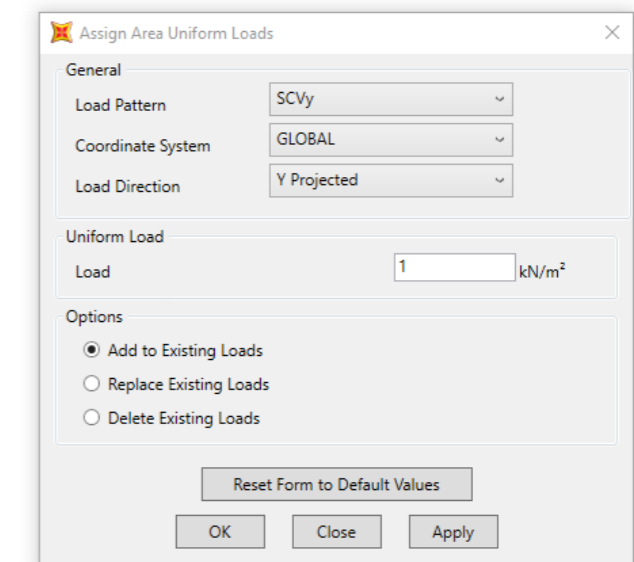 Assign Area Uniform Loads
General
Load Pattern SCVy
Coordinate System GLOBAL
Load Direction Y Projected
Uniform Load
Load 1 kN/m²
Options
Add to Existing Loads
Replace Existing Loads
Delete Existing Loads
Reset Form to Default Values
OK Close Apply